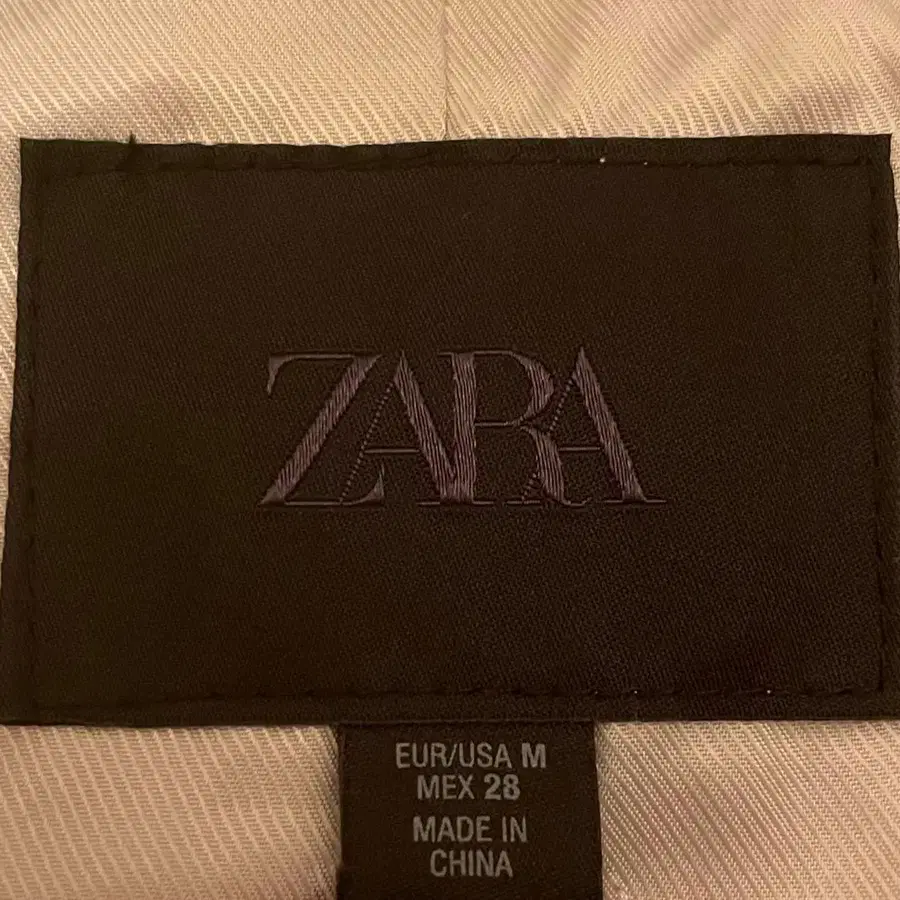 ZARA
EUR/USA M
MEX 28
MADE IN
CHINA